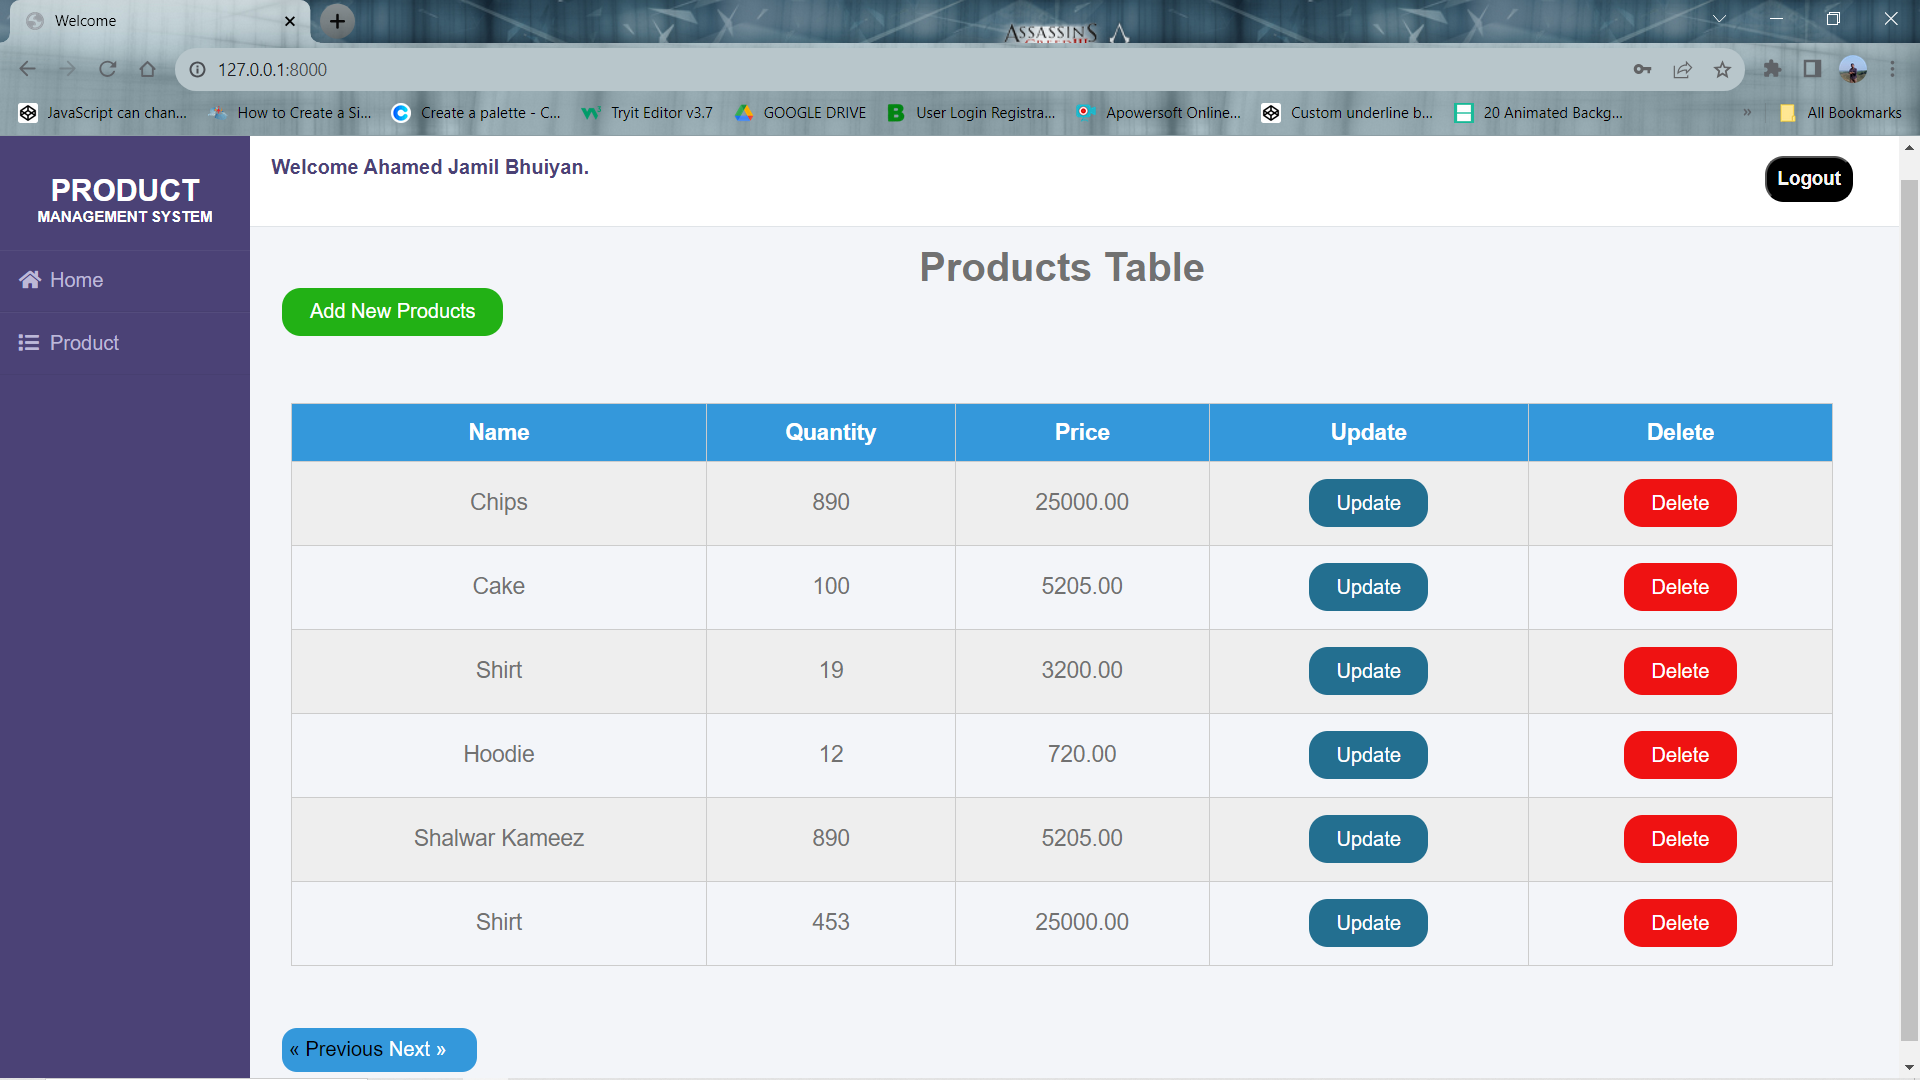 Welcome
ASSASSIN'S
CREED III
127.0.0.1:8000
JavaScript can chan... How to Create a Si... Create a palette - C... Tryit Editor v3.7 GOOGLE DRIVE User Login Registra... Apowersoft Online... Custom underline b... 20 Animated Backg... » All Bookmarks
PRODUCT
MANAGEMENT SYSTEM
Home
Product
Welcome Ahamed Jamil Bhuiyan.
Logout
Products Table
Add New Products
Name Quantity Price Update Delete
Chips 890 25000.00 Update Delete
Cake 100 5205.00 Update Delete
Shirt 19 3200.00 Update Delete
Hoodie 12 720.00 Update Delete
Shalwar Kameez 890 5205.00 Update Delete
Shirt 453 25000.00 Update Delete
« Previous Next »